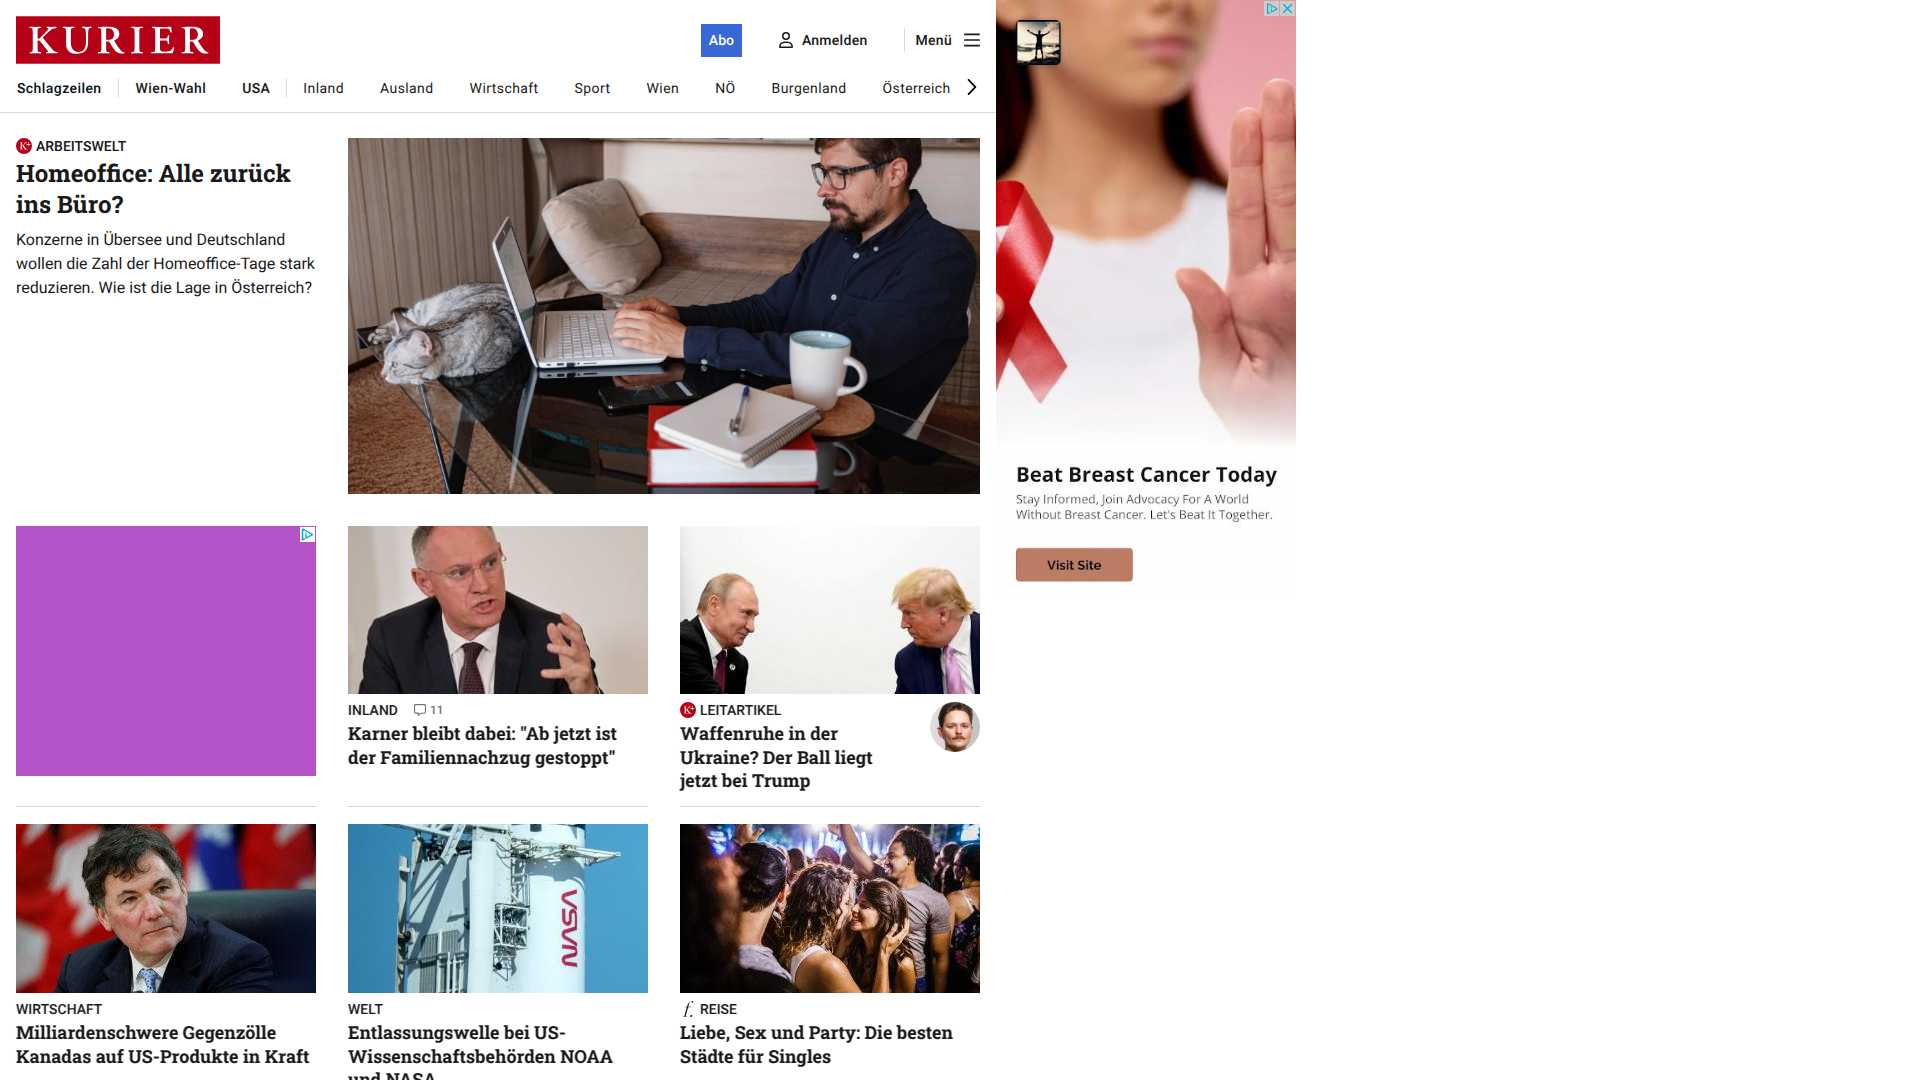 KURIER
Abo
Anmelden
Menü
Schlagzeilen
Wien-Wahl
USA
Inland
Ausland
Wirtschaft
Sport
Wien
NÖ
Burgenland
Österreich
K+ ARBEITSWELT
Homeoffice: Alle zurück
ins Büro?
Konzerne in Übersee und Deutschland
wollen die Zahl der Homeoffice-Tage stark
reduzieren. Wie ist die Lage in Österreich?
Beat Breast Cancer Today
Stay Informed, Join Advocacy For A World
Without Breast Cancer. Let's Beat It Together.
Visit Site
INLAND 11
Karner bleibt dabei: "Ab jetzt ist
der Familiennachzug gestoppt"
K+ LEITARTIKEL
Waffenruhe in der
Ukraine? Der Ball liegt
jetzt bei Trump
WIRTSCHAFT
Milliardenschwere Gegenzölle
Kanadas auf US-Produkte in Kraft
NASA
WELT
Entlassungswelle bei US-
Wissenschaftsbehörden NOAA
und NASA
f. REISE
Liebe, Sex und Party: Die besten
Städte für Singles